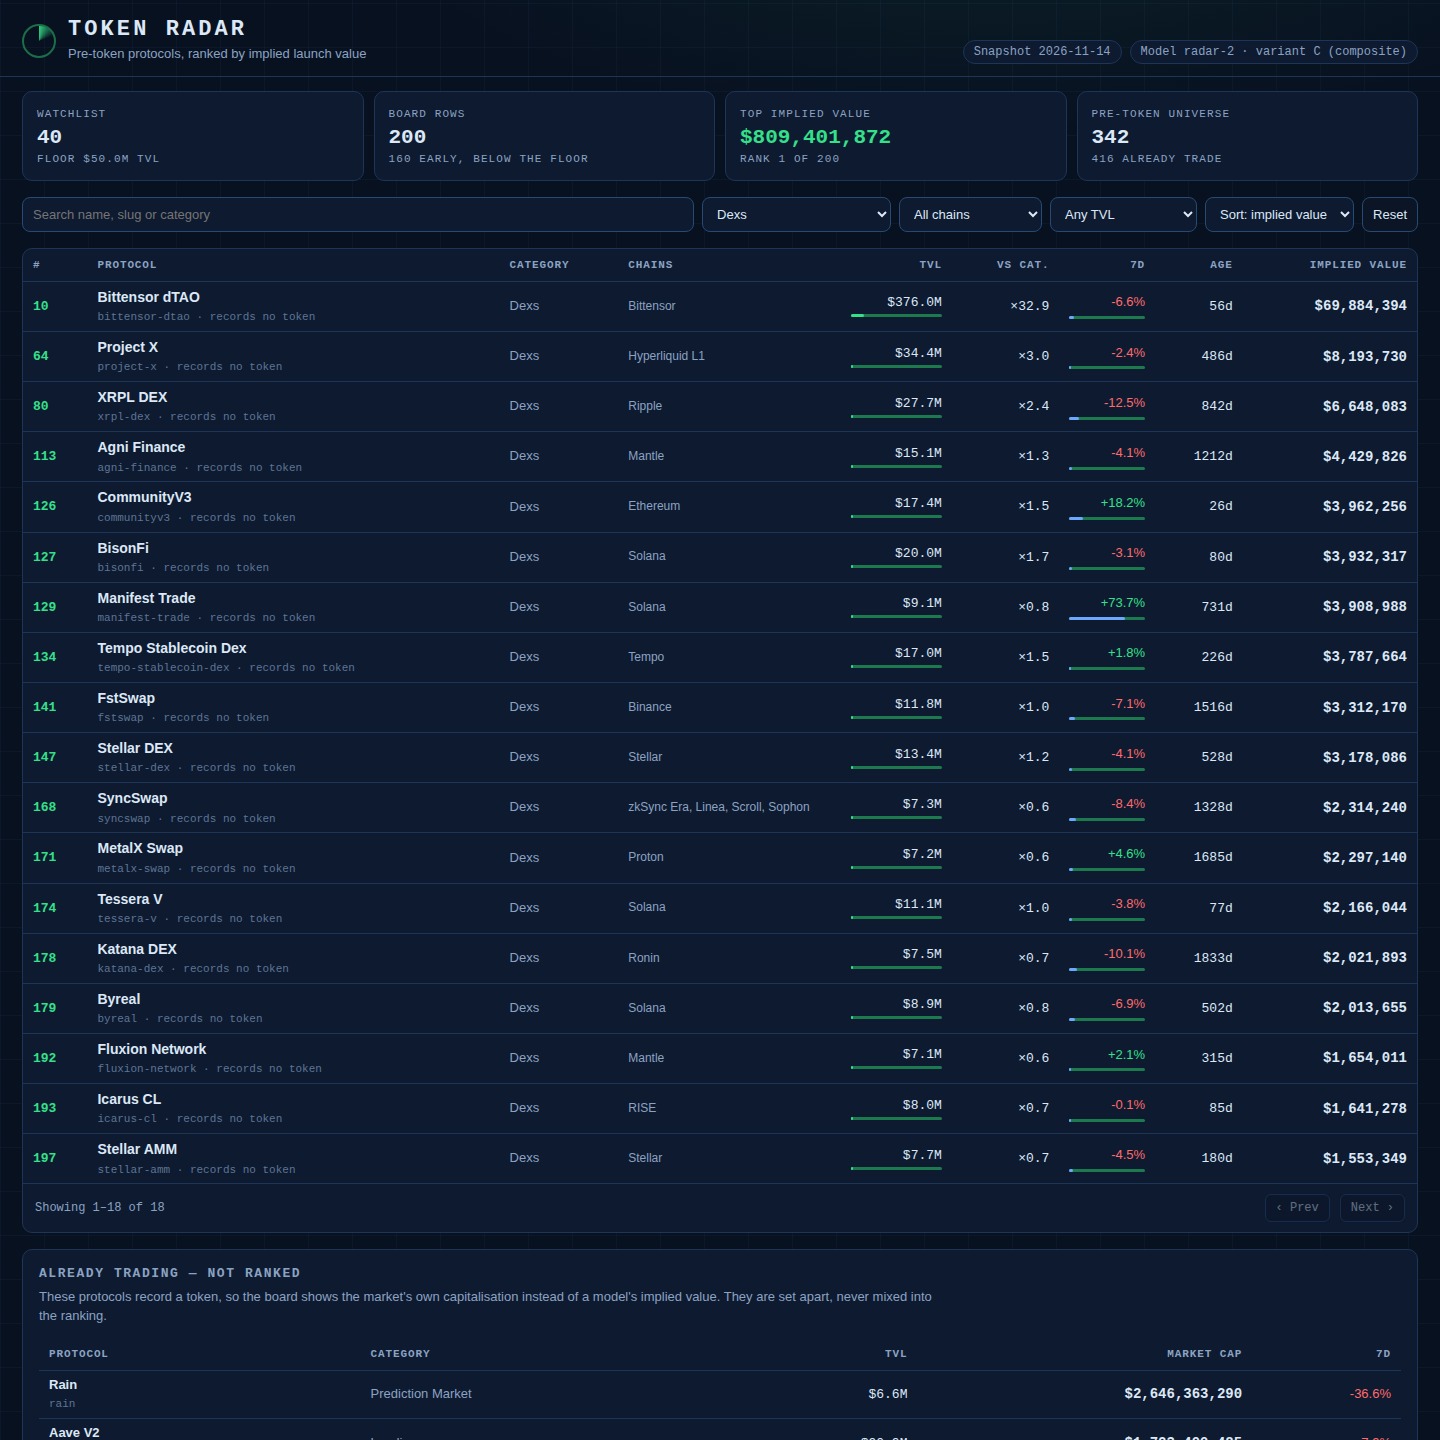 TOKEN RADAR
Pre-token protocols, ranked by implied launch value
Snapshot 2026-11-14
Model radar-2 · variant C (composite)
WATCHLIST
40
FLOOR $50.0M TVL
BOARD ROWS
200
160 EARLY, BELOW THE FLOOR
TOP IMPLIED VALUE
$809,401,872
RANK 1 OF 200
PRE-TOKEN UNIVERSE
342
416 ALREADY TRADE
Search name, slug or category
Dexs
All chains
Any TVL
Sort: implied value
Reset
# PROTOCOL CATEGORY CHAINS TVL VS CAT. 7D AGE IMPLIED VALUE
10 Bittensor dTAO Dexs Bittensor $376.0M ×32.9 -6.6% 56d $69,884,394
bittensor-dtao · records no token
64 Project X Dexs Hyperliquid L1 $34.4M ×3.0 -2.4% 486d $8,193,730
project-x · records no token
80 XRPL DEX Dexs Ripple $27.7M ×2.4 -12.5% 842d $6,648,083
xrpl-dex · records no token
113 Agni Finance Dexs Mantle $15.1M ×1.3 -4.1% 1212d $4,429,826
agni-finance · records no token
126 CommunityV3 Dexs Ethereum $17.4M ×1.5 +18.2% 26d $3,962,256
communityv3 · records no token
127 BisonFi Dexs Solana $20.0M ×1.7 -3.1% 80d $3,932,317
bisonfi · records no token
129 Manifest Trade Dexs Solana $9.1M ×0.8 +73.7% 731d $3,908,988
manifest-trade · records no token
134 Tempo Stablecoin Dex Dexs Tempo $17.0M ×1.5 +1.8% 226d $3,787,664
tempo-stablecoin-dex · records no token
141 FstSwap Dexs Binance $11.8M ×1.0 -7.1% 1516d $3,312,170
fstswap · records no token
147 Stellar DEX Dexs Stellar $13.4M ×1.2 -4.1% 528d $3,178,086
stellar-dex · records no token
168 SyncSwap Dexs zkSync Era, Linea, Scroll, Sophon $7.3M ×0.6 -8.4% 1328d $2,314,240
syncswap · records no token
171 MetalX Swap Dexs Proton $7.2M ×0.6 +4.6% 1685d $2,297,140
metalx-swap · records no token
174 Tessera V Dexs Solana $11.1M ×1.0 -3.8% 77d $2,166,044
tessera-v · records no token
178 Katana DEX Dexs Ronin $7.5M ×0.7 -10.1% 1833d $2,021,893
katana-dex · records no token
179 Byreal Dexs Solana $8.9M ×0.8 -6.9% 502d $2,013,655
byreal · records no token
192 Fluxion Network Dexs Mantle $7.1M ×0.6 +2.1% 315d $1,654,011
fluxion-network · records no token
193 Icarus CL Dexs RISE $8.0M ×0.7 -0.1% 85d $1,641,278
icarus-cl · records no token
197 Stellar AMM Dexs Stellar $7.7M ×0.7 -4.5% 180d $1,553,349
stellar-amm · records no token
Showing 1–18 of 18
‹ Prev
Next ›
ALREADY TRADING — NOT RANKED
These protocols record a token, so the board shows the market's own capitalisation instead of a model's implied value. They are set apart, never mixed into
the ranking.
PROTOCOL CATEGORY TVL MARKET CAP 7D
Rain Prediction Market $6.6M $2,646,363,290 -36.6%
rain
Aave V2